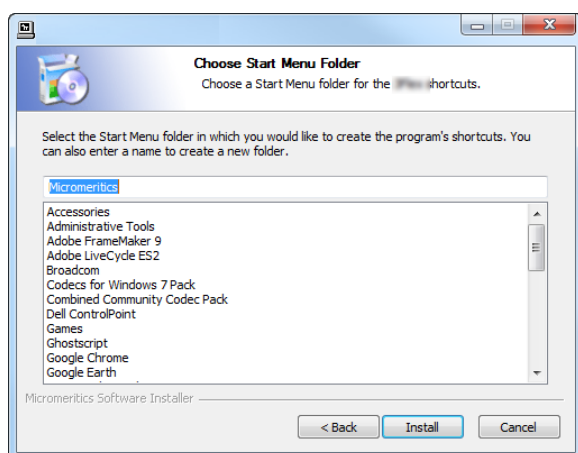 Choose Start Menu Folder
Choose a Start Menu folder for the shortcuts.
Select the Start Menu folder in which you would like to create the program's shortcuts. You
can also enter a name to create a new folder.
Micromeritics
Accessories
Administrative Tools
Adobe FrameMaker 9
Adobe LiveCycle ES2
Broadcom
Codecs for Windows 7 Pack
Combined Community Codec Pack
Dell ControlPoint
Games
Ghostscript
Google Chrome
Google Earth
Micromeritics Software Installer
< Back Install Cancel